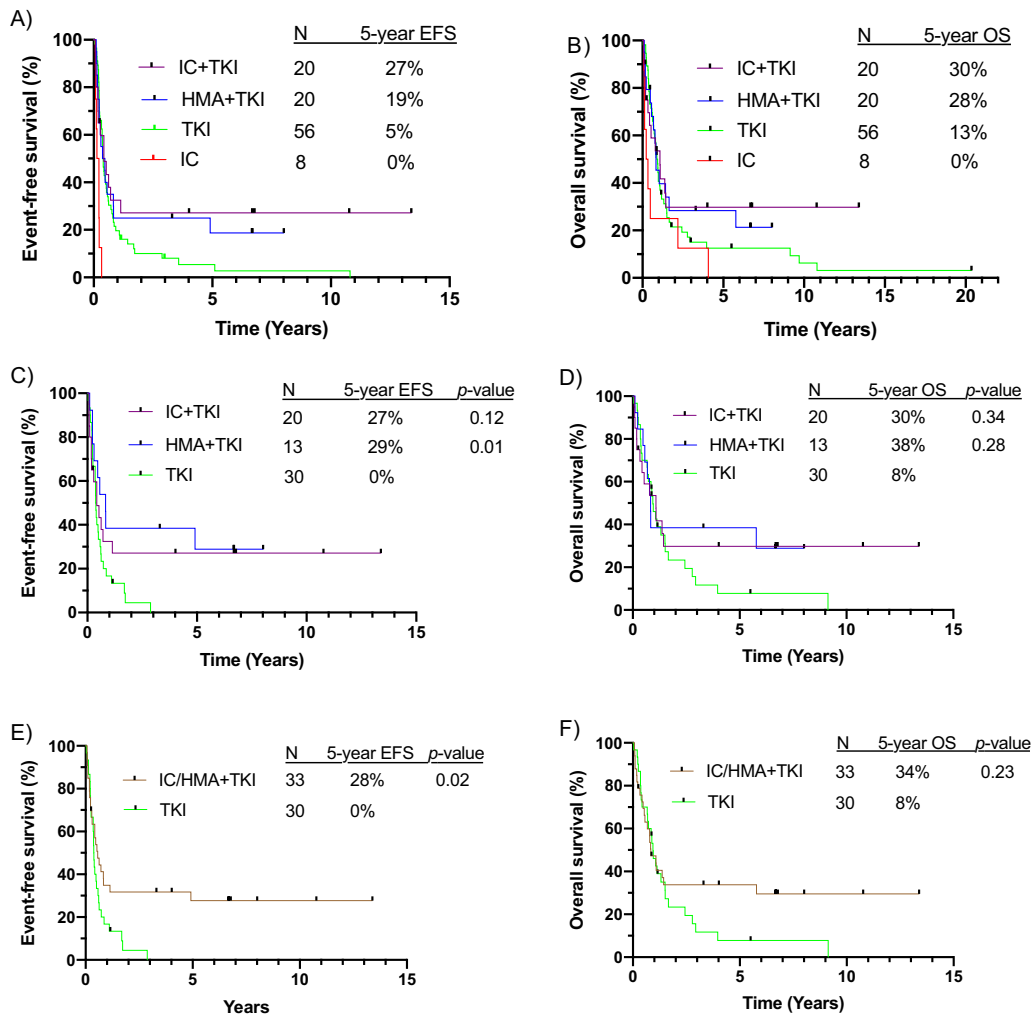 A)
N 5-year EFS
IC+TKI 20 27%
HMA+TKI 20 19%
TKI 56 5%
IC 8 0%
Event-free survival (%)
100
80
60
40
20
0
0 5 10 15
Time (Years)
B)
N 5-year OS
IC+TKI 20 30%
HMA+TKI 20 28%
TKI 56 13%
IC 8 0%
Overall survival (%)
100
80
60
40
20
0
0 5 10 15 20
Time (Years)
C)
N 5-year EFS p-value
IC+TKI 20 27% 0.12
HMA+TKI 13 29% 0.01
TKI 30 0%
Event-free survival (%)
100
80
60
40
20
0
0 5 10 15
Time (Years)
D)
N 5-year OS p-value
IC+TKI 20 30% 0.34
HMA+TKI 13 38% 0.28
TKI 30 8%
Overall survival (%)
100
80
60
40
20
0
0 5 10 15
Time (Years)
E)
N 5-year EFS p-value
IC/HMA+TKI 33 28% 0.02
TKI 30 0%
Event-free survival (%)
100
80
60
40
20
0
0 5 10 15
Years
F)
N 5-year OS p-value
IC/HMA+TKI 33 34% 0.23
TKI 30 8%
Overall survival (%)
100
80
60
40
20
0
0 5 10 15
Time (Years)